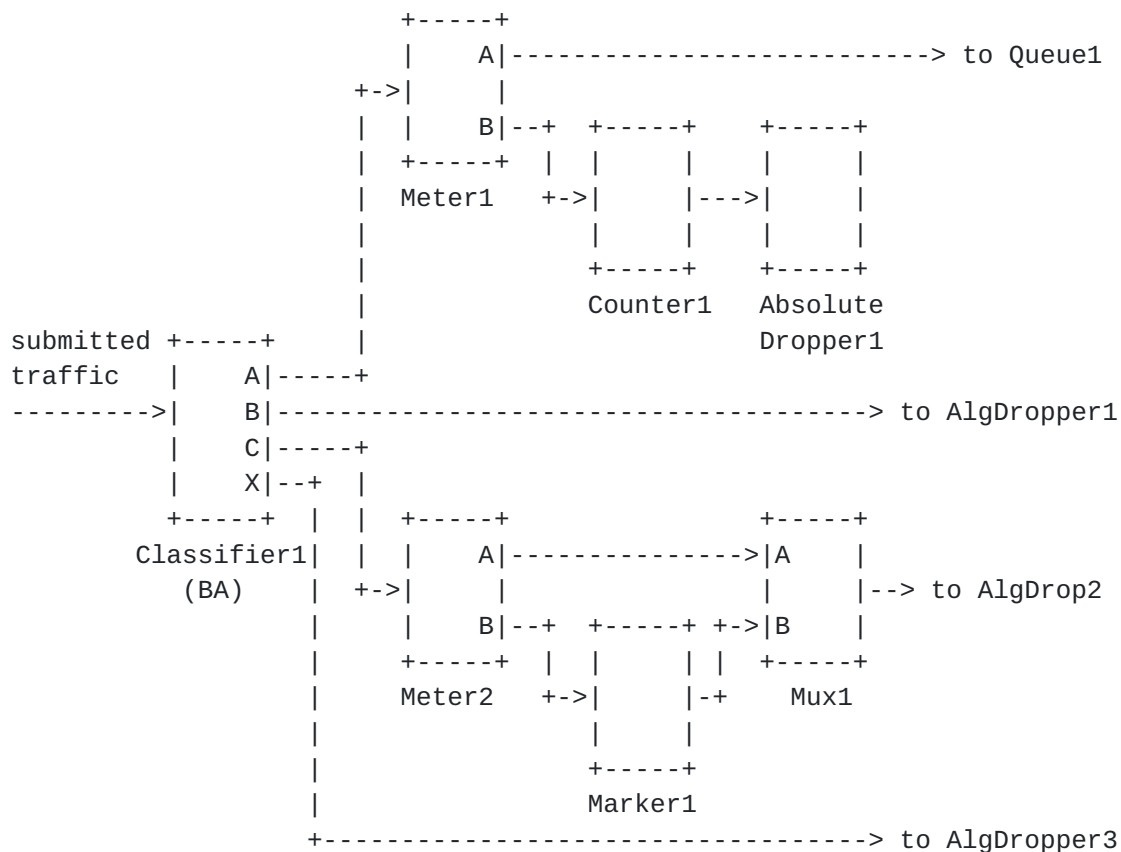 +-----+
                         |    A|---------------------------> to Queue1
                      +->|     |
                      |  |    B|--+  +-----+    +-----+
                      |  +-----+  |  |     |    |     |
                      |  Meter1   +->|     |--->|     |
                      |              |     |    |     |
                      |              +-----+    +-----+
                      |              Counter1   Absolute
submitted +-----+     |                         Dropper1
traffic   |    A|-----+
--------->|    B|--------------------------------------> to AlgDropper1
          |    C|-----+
          |    X|--+  |
          +-----+  |  |  +-----+                +-----+
        Classifier1|  |  |    A|--------------->|A    |
           (BA)    |  +->|     |                |     |--> to AlgDrop2
                   |     |    B|--+  +-----+ +->|B    |
                   |     +-----+  |  |     | |  +-----+
                   |     Meter2   +->|     |-+    Mux1
                   |                 |     |
                   |                 +-----+
                   |                 Marker1
                   +-----------------------------------> to AlgDropper3